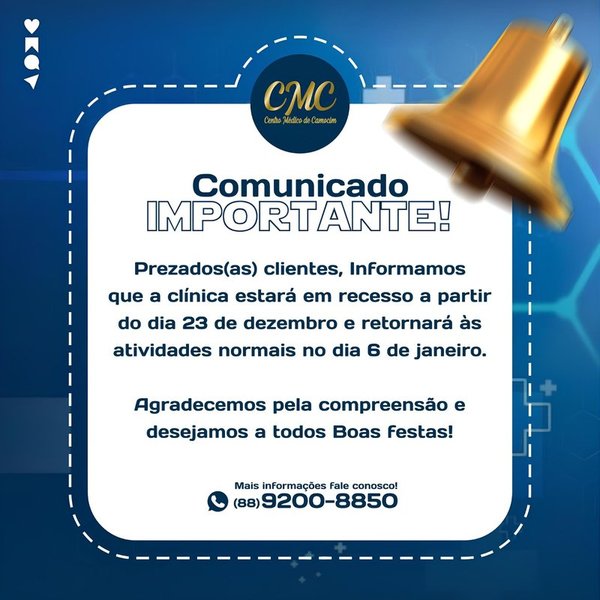 CMC
Centro Médico de Camocim
Comunicado
IMPORTANTE!
Prezados(as) clientes, Informamos
que a clínica estará em recesso a partir
do dia 23 de dezembro e retornará às
atividades normais no dia 6 de janeiro.
Agradecemos pela compreensão e
desejamos a todos Boas festas!
Mais informações fale conosco!
(88)9200-8850